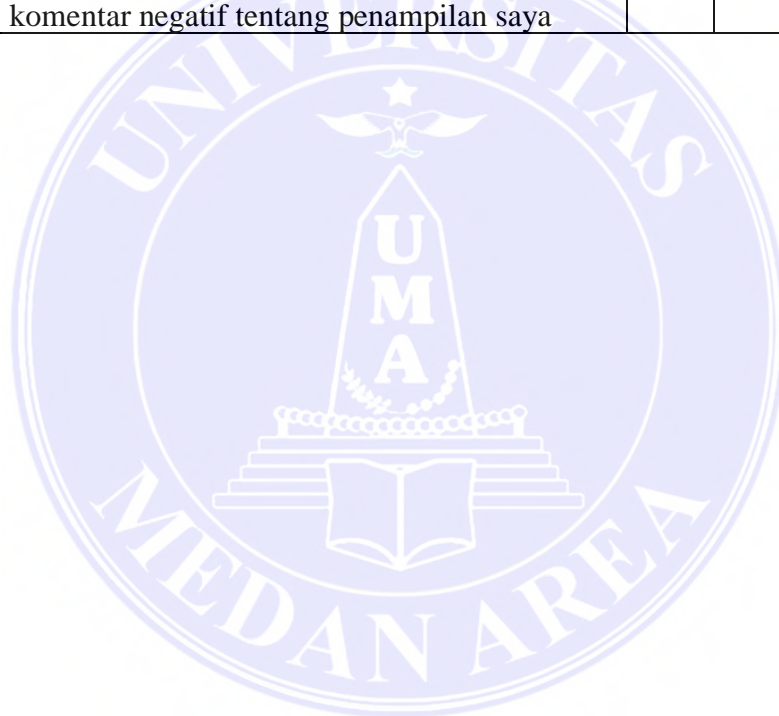 komentar negatif tentang penampilan saya
UNIVERSITAS
U
M
A
MEDAN AREA